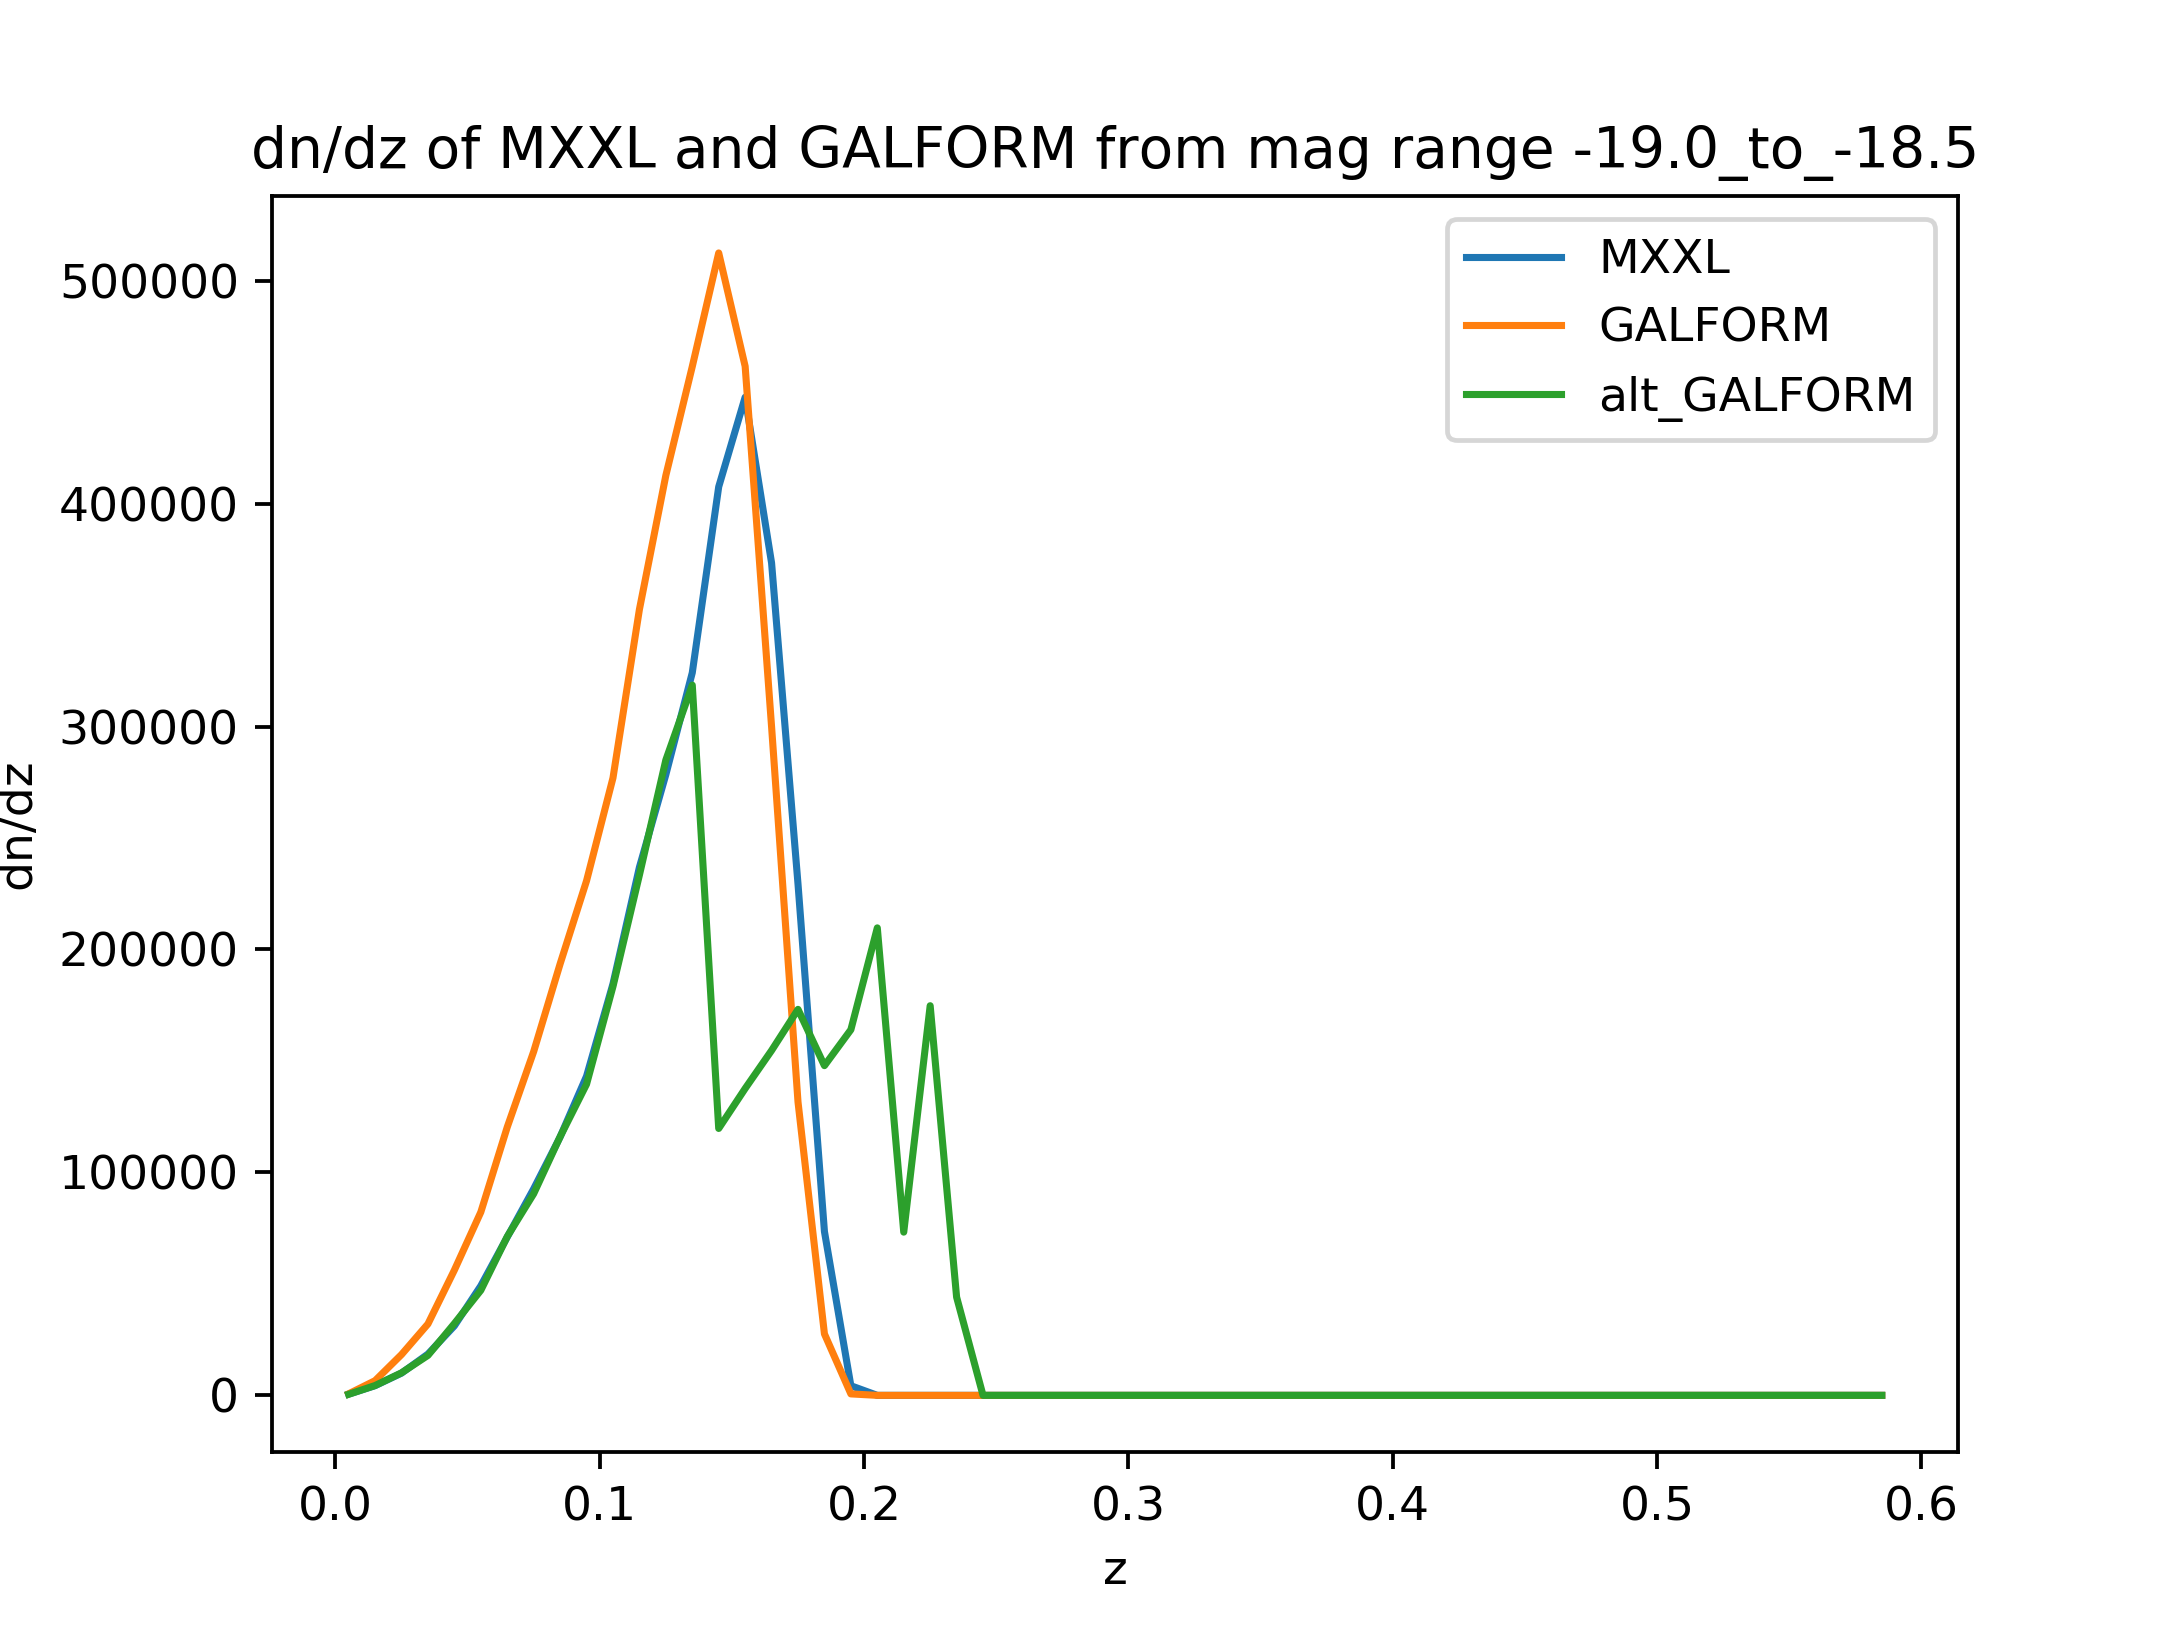 dn/dz of MXXL and GALFORM from mag range -19.0_to_-18.5
MXXL
GALFORM
alt_GALFORM
500000
400000
300000
200000
100000
0
dn/dz
0.0 0.1 0.2 0.3 0.4 0.5 0.6
z